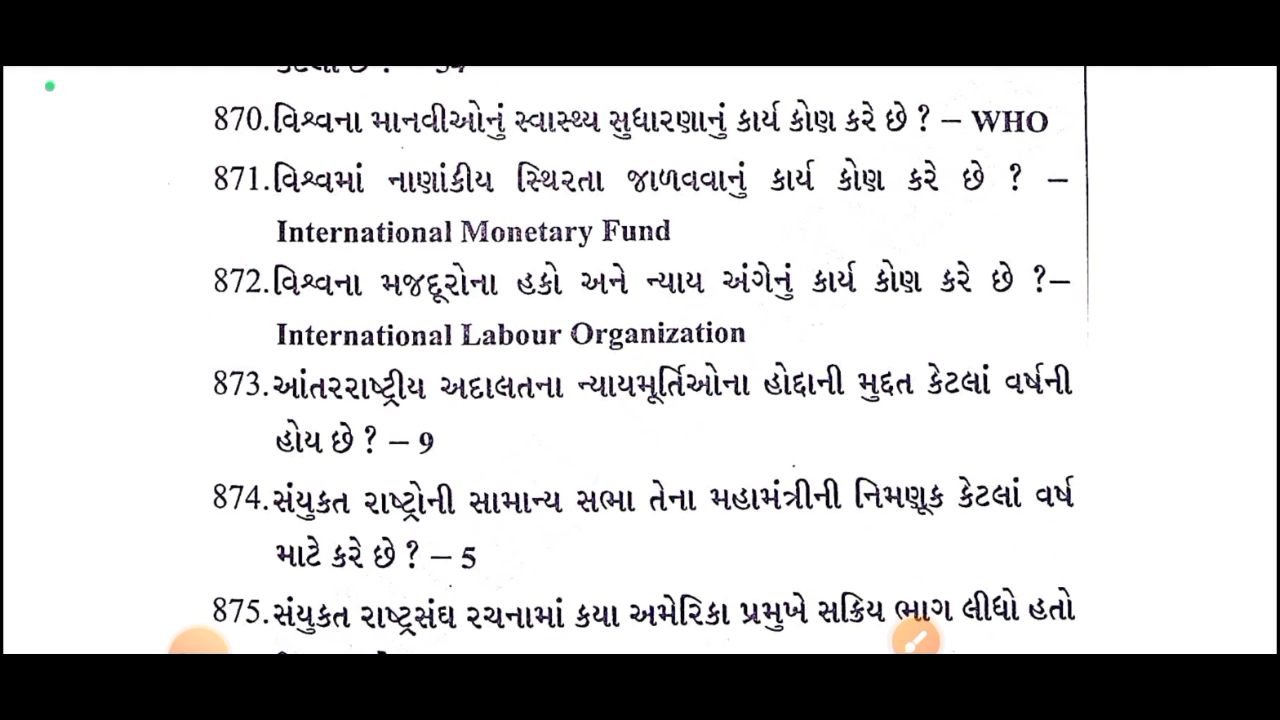 870.વિશ્વના માનવીઓનું સ્વાસ્થ્ય સુધારણાનું કાર્ય કોણ કરે છે ? – WHO
871.વિશ્વમાં નાણાંકીય સ્થિરતા જાળવવાનું કાર્ય કોણ કરે છે ? –
International Monetary Fund
872.વિશ્વના મજદૂરોના હકો અને ન્યાય અંગેનું કાર્ય કોણ કરે છે ?–
International Labour Organization
873.આંતરરાષ્ટ્રીય અદાલતના ન્યાયમૂર્તિઓના હોદ્દાની મુદ્દત કેટલાં વર્ષની
હોય છે ? – 9
874.સંયુકત રાષ્ટ્રોની સામાન્ય સભા તેના મહામંત્રીની નિમણૂક કેટલાં વર્ષ
માટે કરે છે ? – 5
875.સંયુકત રાષ્ટ્રસંઘ રચનામાં કયા અમેરિકા પ્રમુખે સક્રિય ભાગ લીધો હતો